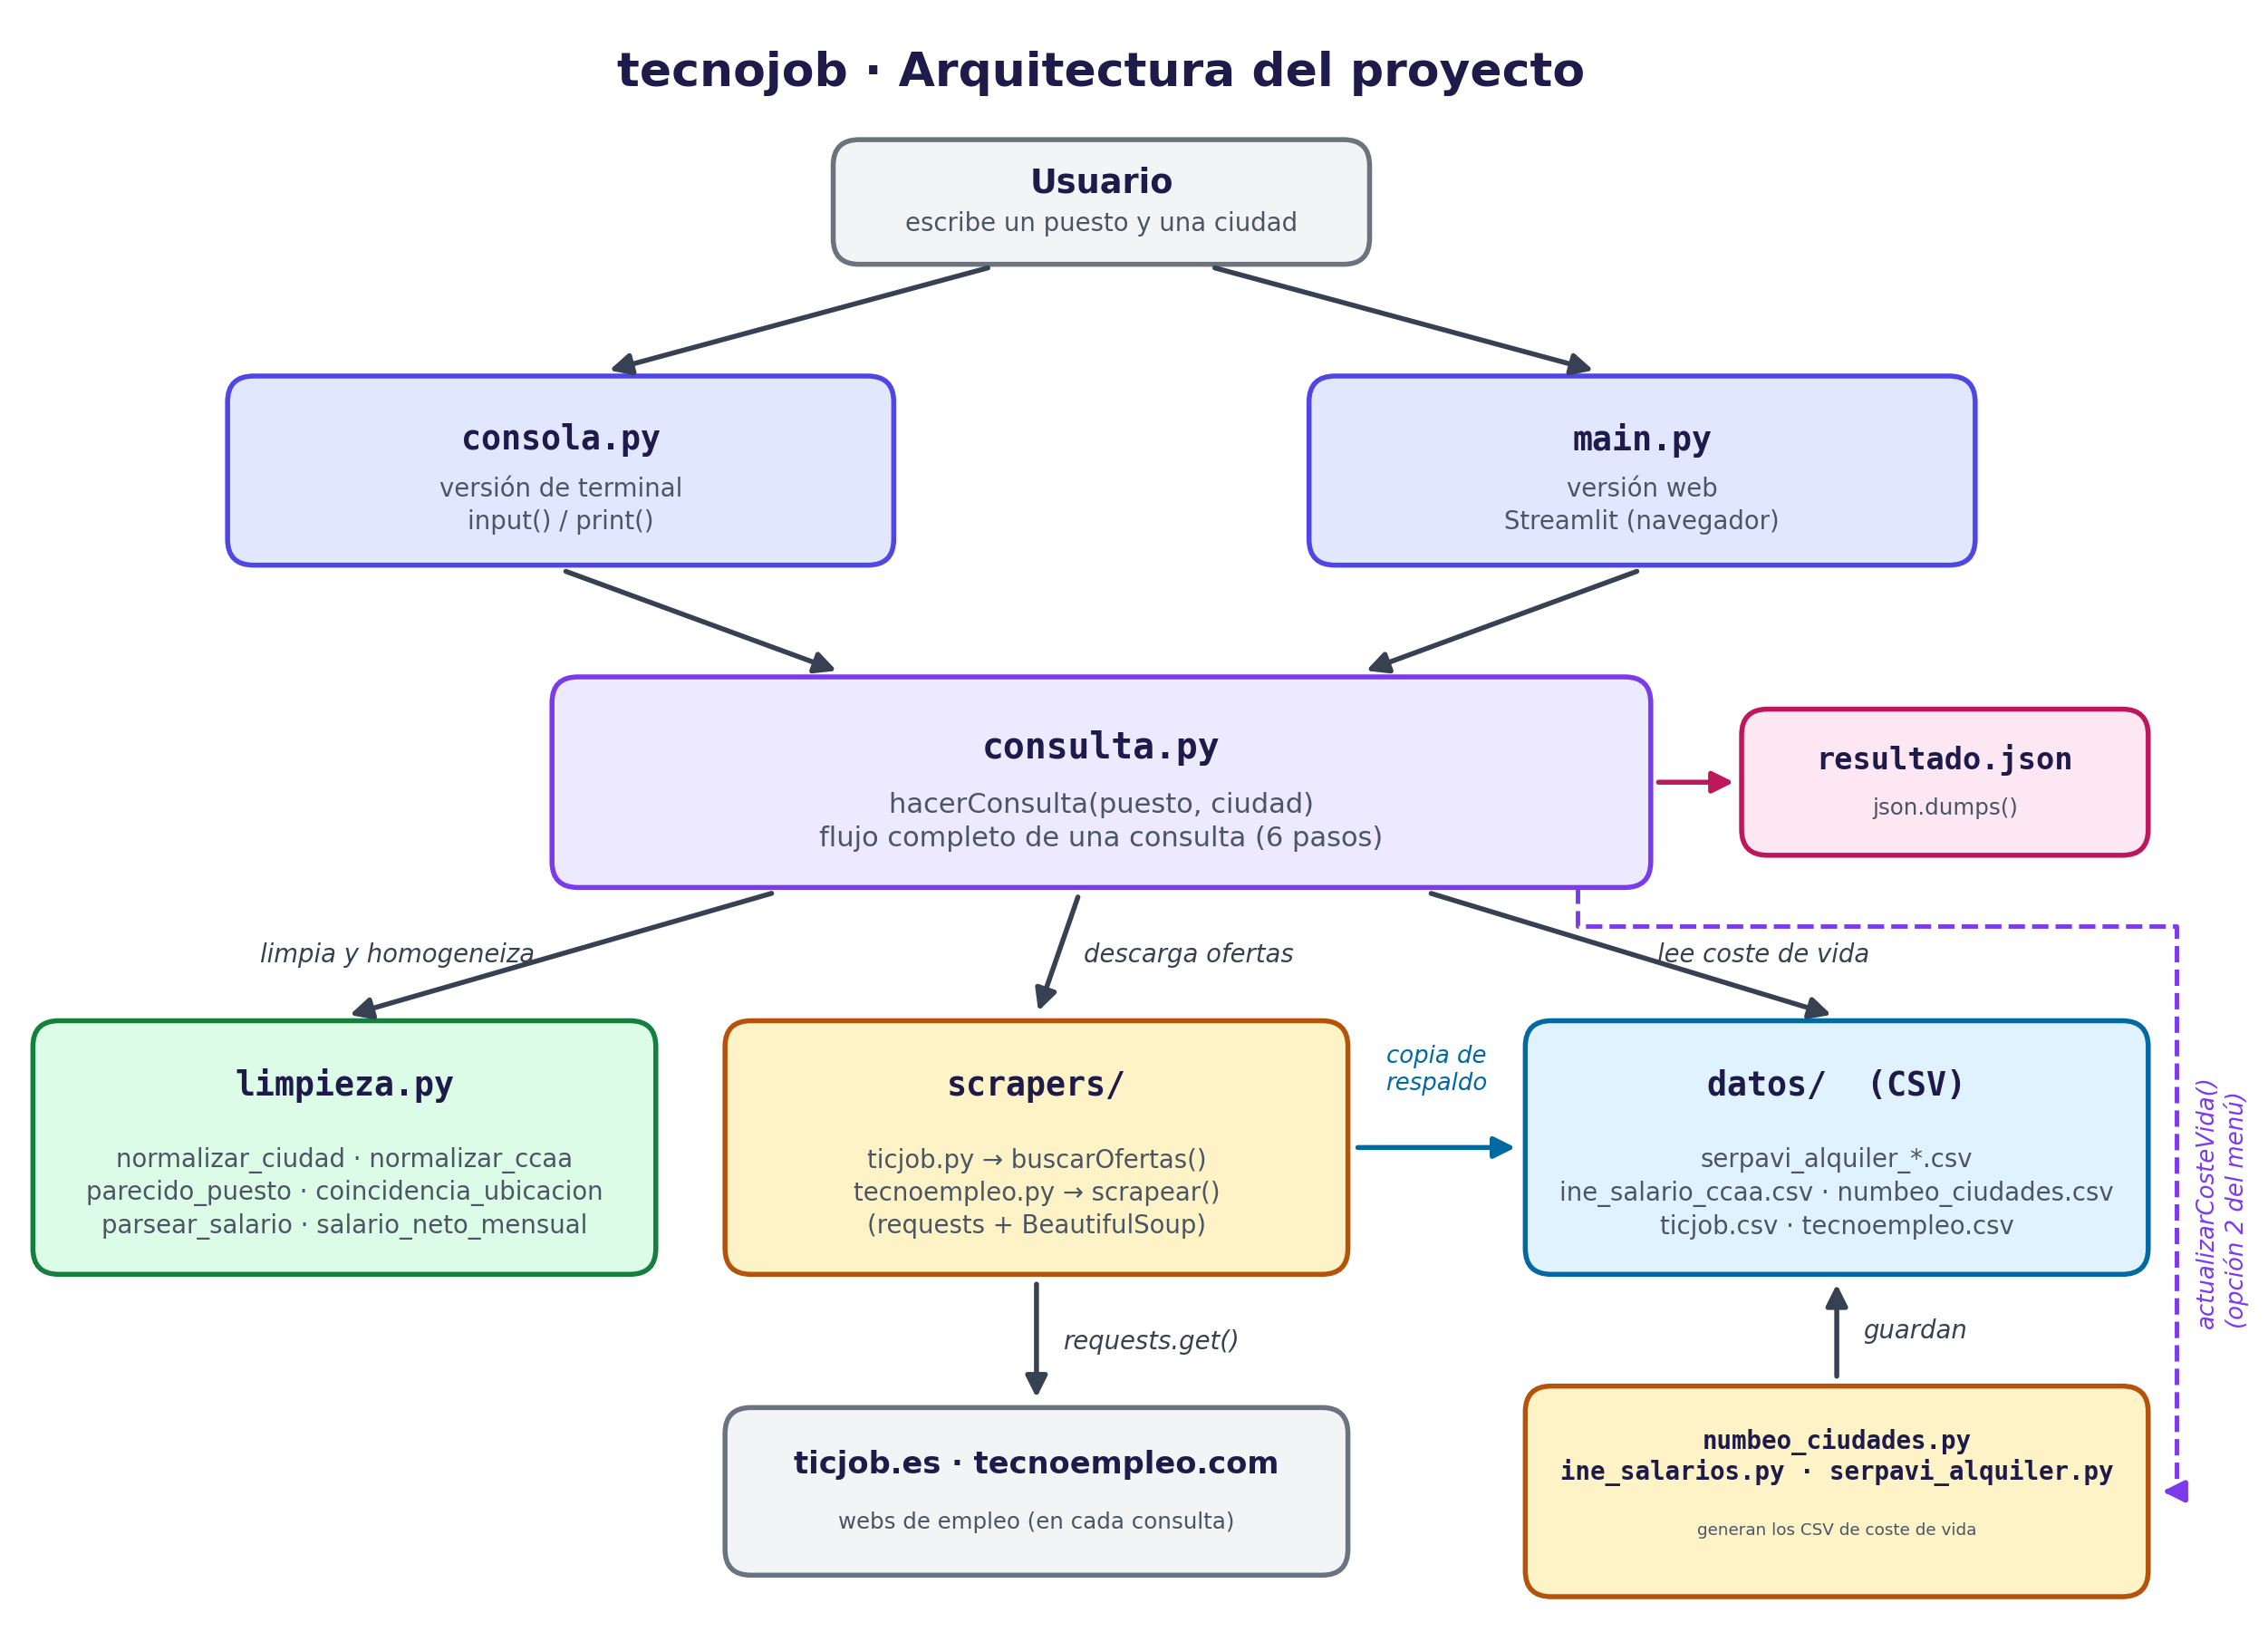 tecnojob · Arquitectura del proyecto
Usuario
escribe un puesto y una ciudad
consola.py
versión de terminal
input() / print()
main.py
versión web
Streamlit (navegador)
consulta.py
hacerConsulta(puesto, ciudad)
flujo completo de una consulta (6 pasos)
resultado.json
json.dumps()
limpia y homogeneiza
descarga ofertas
lee coste de vida
limpieza.py
normalizar_ciudad · normalizar_ccaa
parecido_puesto · coincidencia_ubicacion
parsear_salario · salario_neto_mensual
scrapers/
ticjob.py → buscarOfertas()
tecnoempleo.py → scrapear()
(requests + BeautifulSoup)
copia de
respaldo
datos/  (CSV)
serpavi_alquiler_*.csv
ine_salario_ccaa.csv · numbeo_ciudades.csv
ticjob.csv · tecnoempleo.csv
actualizarCosteVida()
(opción 2 del menú)
requests.get()
guardan
ticjob.es · tecnoempleo.com
webs de empleo (en cada consulta)
numbeo_ciudades.py
ine_salarios.py · serpavi_alquiler.py
generan los CSV de coste de vida